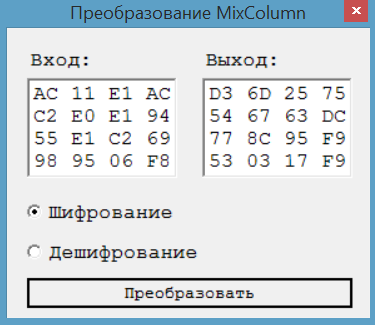 Преобразование MixColumn
Вход: Выход:
AC 11 E1 AC D3 6D 25 75
C2 E0 E1 94 54 67 63 DC
55 E1 C2 69 77 8C 95 F9
98 95 06 F8 53 03 17 F9
Шифрование
Дешифрование
Преобразовать